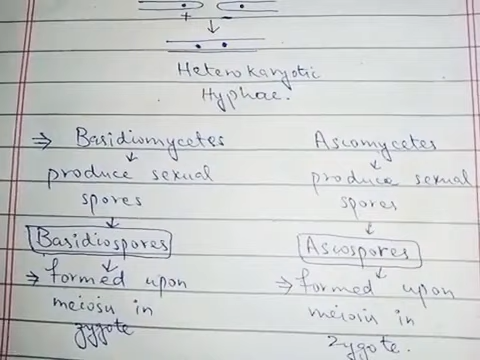 + -
Heterokaryotic
Hyphae.
⇒ Basidiomycetes
↓
produce sexual
spores
↓
Basidiospores
↓
⇒ formed upon
meiosis in
zygote
Ascomycetes
↓
produce sexual
spores
↓
Ascospores
↓
⇒ formed upon
meiosis in
zygote.